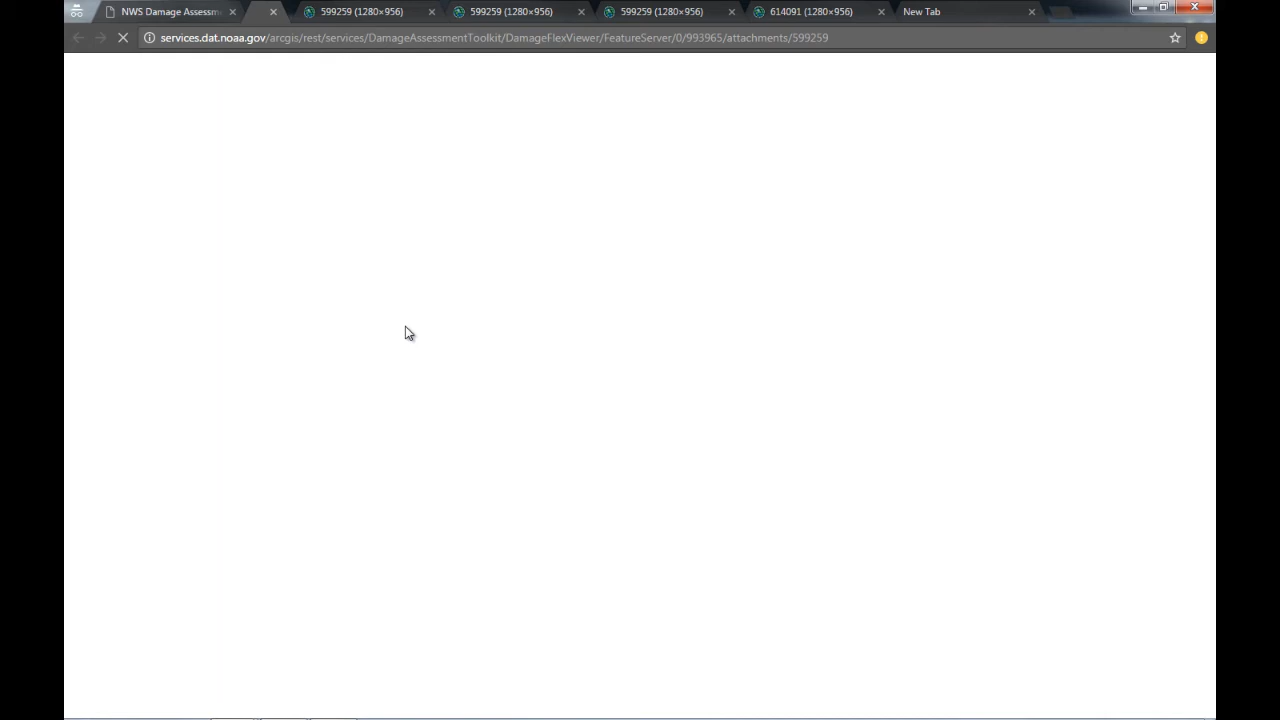 NWS Damage Assessm
599259 (1280×956)
599259 (1280×956)
599259 (1280×956)
614091 (1280×956)
New Tab
services.dat.noaa.gov/arcgis/rest/services/DamageAssessmentToolkit/DamageFlexViewer/FeatureServer/0/993965/attachments/599259